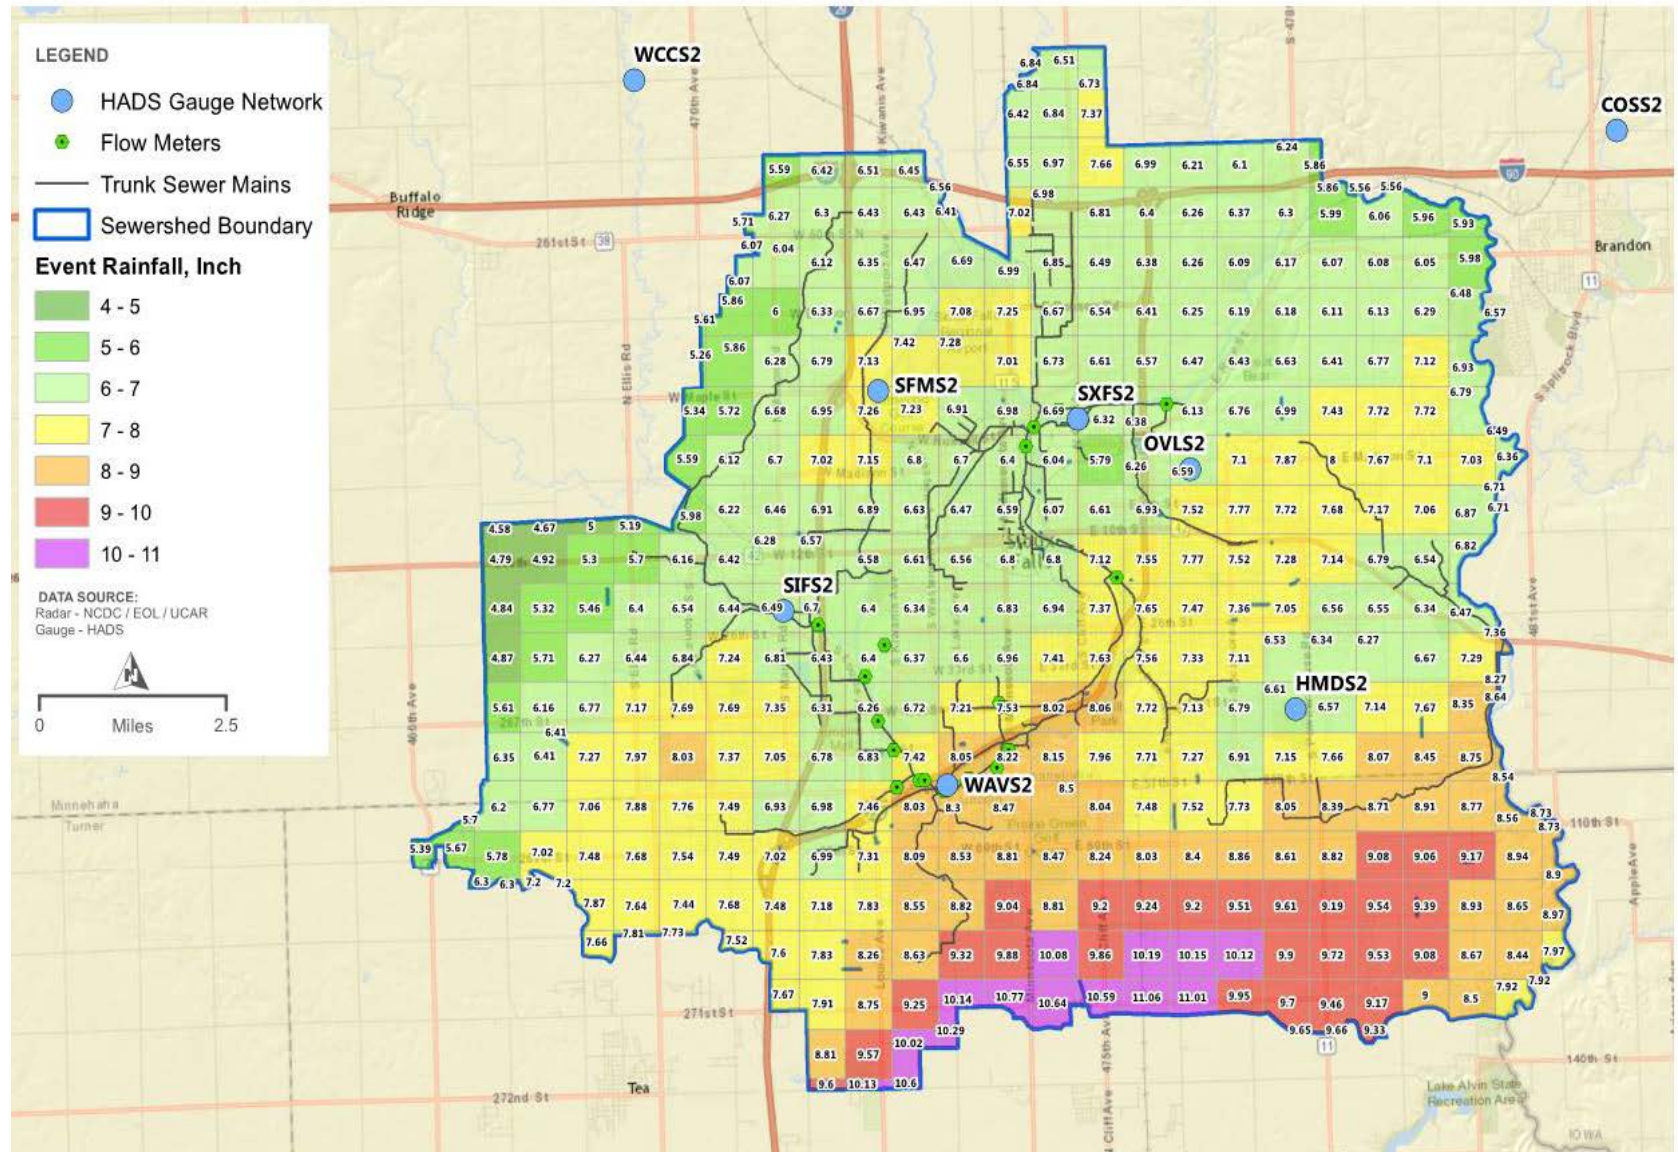 LEGEND
HADS Gauge Network
Flow Meters
Trunk Sewer Mains
Sewershed Boundary
Event Rainfall, Inch
4 - 5
5 - 6
6 - 7
7 - 8
8 - 9
9 - 10
10 - 11
DATA SOURCE:
Radar - NCDC / EOL / UCAR
Gauge - HADS
N
0 Miles 2.5
WCCS2
COSS2
Buffalo
Ridge
Brandon
261st St 38
470th Ave
N Kiwanis Ave
90
11
6.84 6.51
6.84 6.73
6.42 6.84 7.37
6.24
5.59 6.42 6.51 6.45 6.55 6.97 7.66 6.99 6.21 6.1 5.86
6.56 6.98 5.86 5.56 5.56
5.71 6.27 6.3 6.43 6.43 6.41 7.02 6.81 6.4 6.26 6.37 6.3 5.99 6.06 5.96 5.93
6.07 6.04 6.12 6.35 6.47 6.69 6.99 6.85 6.49 6.38 6.26 6.09 6.17 6.07 6.08 6.05 5.98
6.07 6.48
5.86 5.61 6 6.33 6.67 6.95 7.08 7.25 6.67 6.54 6.41 6.25 6.19 6.18 6.11 6.13 6.29 6.57
7.42 7.28
5.26 5.86 6.28 6.79 7.13 7.01 6.73 6.61 6.57 6.47 6.43 6.63 6.41 6.77 7.12 6.93
SFMS2
SXFS2
6.79
N Ellis Rd
W Maple St
S Splitrock Blvd
5.34 5.72 6.68 6.95 7.26 7.23 6.91 6.98 6.69 6.32 6.38 6.13 6.76 6.99 7.43 7.72 7.72 6.49
OVLS2
5.59 6.12 6.7 7.02 7.15 6.8 6.7 6.4 6.04 5.79 6.26 6.59 7.1 7.87 8 7.67 7.1 7.03 6.36
W Madison St
6.71
5.98 6.22 6.46 6.91 6.89 6.63 6.47 6.59 6.07 6.61 6.93 7.52 7.77 7.72 7.68 7.17 7.06 6.87 6.71
4.58 4.67 5 5.19
E 10th St
6.28 6.57 6.82
4.79 4.92 5.3 5.7 6.16 6.42 6.58 6.61 6.56 6.8 6.8 7.12 7.55 7.77 7.52 7.28 7.14 6.79 6.54
W 12th St
SIFS2
4.84 5.32 5.46 6.4 6.54 6.44 6.49 6.7 6.4 6.34 6.4 6.83 6.94 7.37 7.65 7.47 7.36 7.05 6.56 6.55 6.34 6.47
26th St
481st Ave
6.53 6.34 6.27 7.36
4.87 5.71 6.27 6.44 6.84 7.24 6.81 6.43 6.4 6.37 6.6 6.96 7.41 7.63 7.56 7.33 7.11 6.67 7.29
W 33rd St
HMDS2
6.61 8.27
8.64
5.61 6.16 6.77 7.17 7.69 7.69 7.35 6.31 6.26 6.72 7.21 7.53 8.02 8.06 7.72 7.13 6.79 6.57 7.14 7.67 8.35
267th St
466th Ave
6.41
6.35 6.41 7.27 7.97 8.03 7.37 7.05 6.78 6.83 7.42 8.05 8.22 8.15 7.96 7.71 7.27 6.91 7.15 7.66 8.07 8.45 8.75
WAVS2
8.5 8.54
E 57th St
Minnehaha
Turner
6.2 6.77 7.06 7.88 7.76 7.49 6.93 6.98 7.46 8.03 8.3 8.47 8.04 7.48 7.52 7.73 8.05 8.39 8.71 8.91 8.77 8.56 8.73
5.7 8.73
110th St
5.39 5.67 5.78 7.02 7.48 7.68 7.54 7.49 7.02 6.99 7.31 8.09 8.53 8.81 8.47 8.24 8.03 8.4 8.86 8.61 8.82 9.08 9.06 9.17 8.94
8.9
6.3 6.3 7.2 7.2
Apple Ave
7.87 7.64 7.44 7.68 7.48 7.18 7.83 8.55 8.82 9.04 8.81 9.2 9.24 9.2 9.51 9.61 9.19 9.54 9.39 8.93 8.65 8.97
7.66 7.81 7.73 7.52
7.6 7.83 8.26 8.63 9.32 9.88 10.08 9.86 10.19 10.15 10.12 9.9 9.72 9.53 9.08 8.67 8.44 7.97
7.92
7.67 7.91 8.75 9.25 10.14 10.77 10.64 10.59 11.06 11.01 9.95 9.7 9.46 9.17 9 8.5 7.92
271st St
10.29 9.65 9.66 9.33
10.02
11
475th Ave
8.81 9.57
140th St
9.6 10.13 10.6
Tea
272nd St
N Cliff Ave
Lake Alvin State
Recreation Area
IOWA